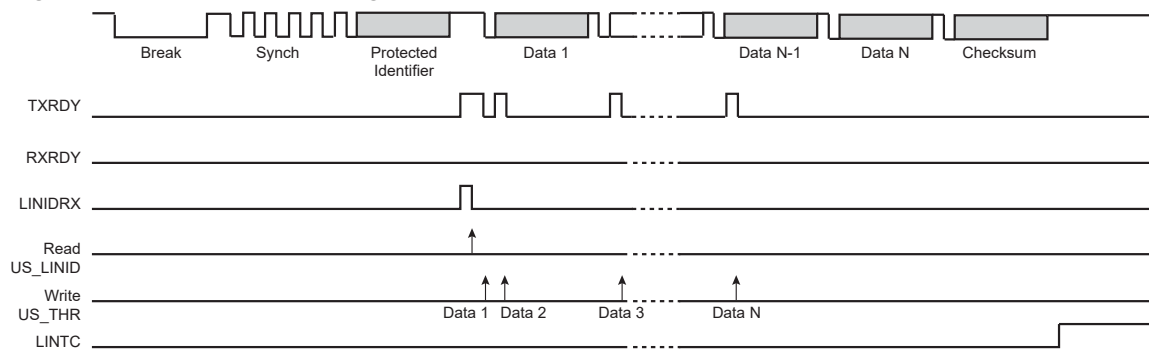 Break Synch Protected Identifier Data 1 Data N-1 Data N Checksum
TXRDY
RXRDY
LINIDRX
Read
US_LINID
Write
US_THR
Data 1 Data 2 Data 3 Data N
LINTC